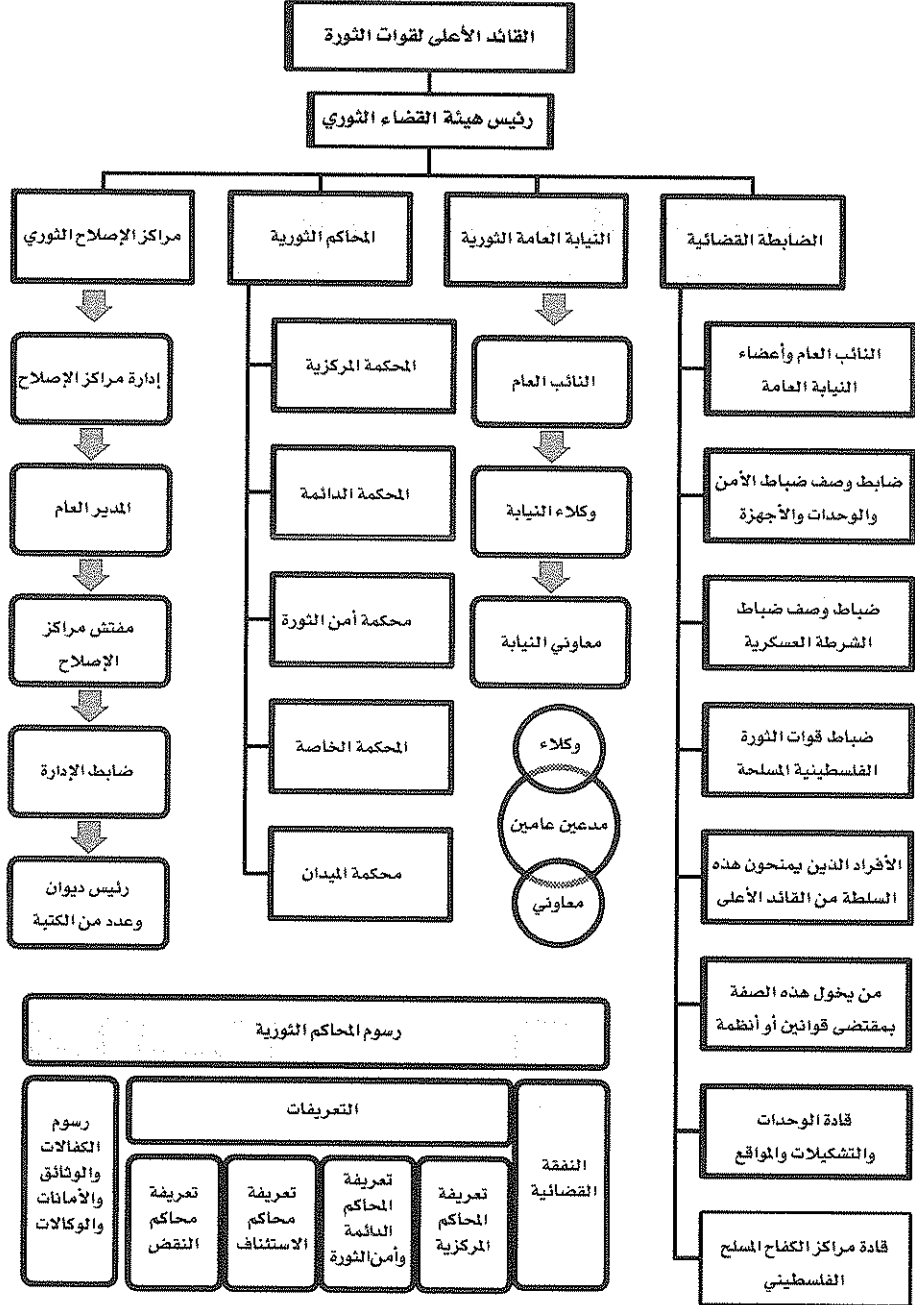 القائد الأعلى لقوات الثورة
رئيس هيئة القضاء الثوري
الضابطة القضائية
النائب العام وأعضاء
النيابة العامة
ضابط وصف ضباط الأمن
والوحدات والأجهزة
ضباط وصف ضباط
الشرطة العسكرية
ضباط قوات الثورة
الفلسطينية المسلحة
الأفراد الذين يمنحون هذه
السلطة من القائد الأعلى
من يخول هذه الصفة
بمقتضى قوانين أو أنظمة
قادة الوحدات
والتشكيلات والمواقع
قادة مراكز الكفاح المسلح
الفلسطيني
النيابة العامة الثورية
النائب العام
وكلاء النيابة
معاوني النيابة
وكلاء
مدعين عامين
معاوني
المحاكم الثورية
المحكمة المركزية
المحكمة الدائمة
محكمة أمن الثورة
المحكمة الخاصة
محكمة الميدان
مراكز الإصلاح الثوري
إدارة مراكز الإصلاح
المدير العام
مفتش مراكز
الإصلاح
ضابط الإدارة
رئيس ديوان
وعدد من الكتبة
رسوم المحاكم الثورية
النفقة
القضائية
التعريفات
تعريفة
المحاكم
المركزية
تعريفة
المحاكم
الدائمة
وأمن الثورة
تعريفة
محاكم
الاستئناف
تعريفة
محاكم
النقض
رسوم
الكفالات
والوثائق
والأمانات
والوكالات